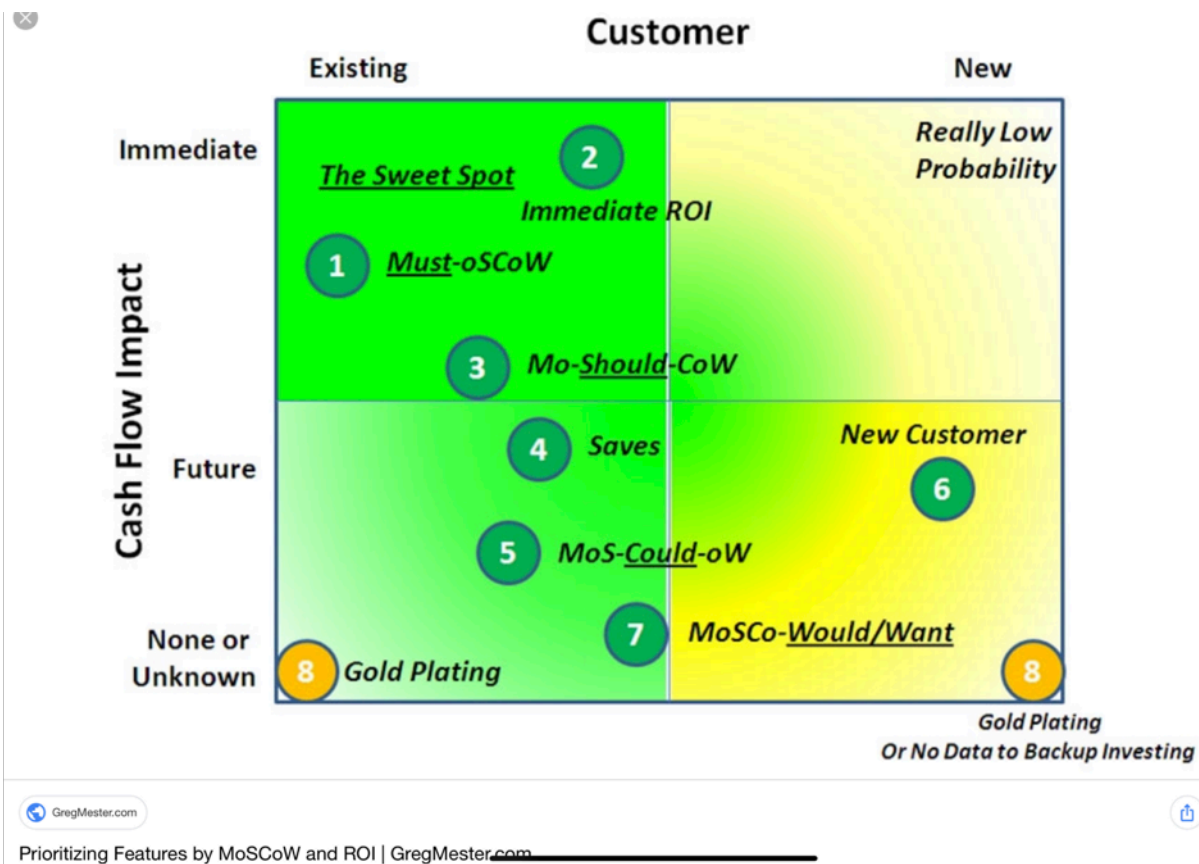 Customer
Existing
New
Immediate
2
Really Low
Probability
The Sweet Spot
Immediate ROI
1
Must-oSCoW
Cash Flow Impact
3
Mo-Should-CoW
New Customer
4
Saves
Future
6
5
MoS-Could-oW
None or
Unknown
7
MoSCo-Would/Want
8
Gold Plating
8
Gold Plating
Or No Data to Backup Investing
GregMester.com
Prioritizing Features by MoSCoW and ROI | GregMester.com